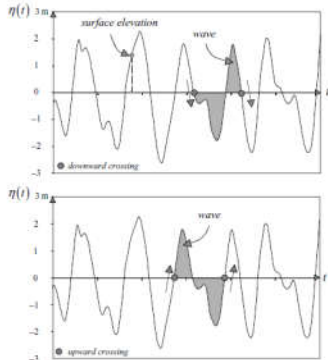 η(t)
surface elevation
wave
3 m
2
1
0
t
-1
-2
-3
downward crossing
η(t)
wave
3 m
2
1
0
t
-1
-2
-3
upward crossing